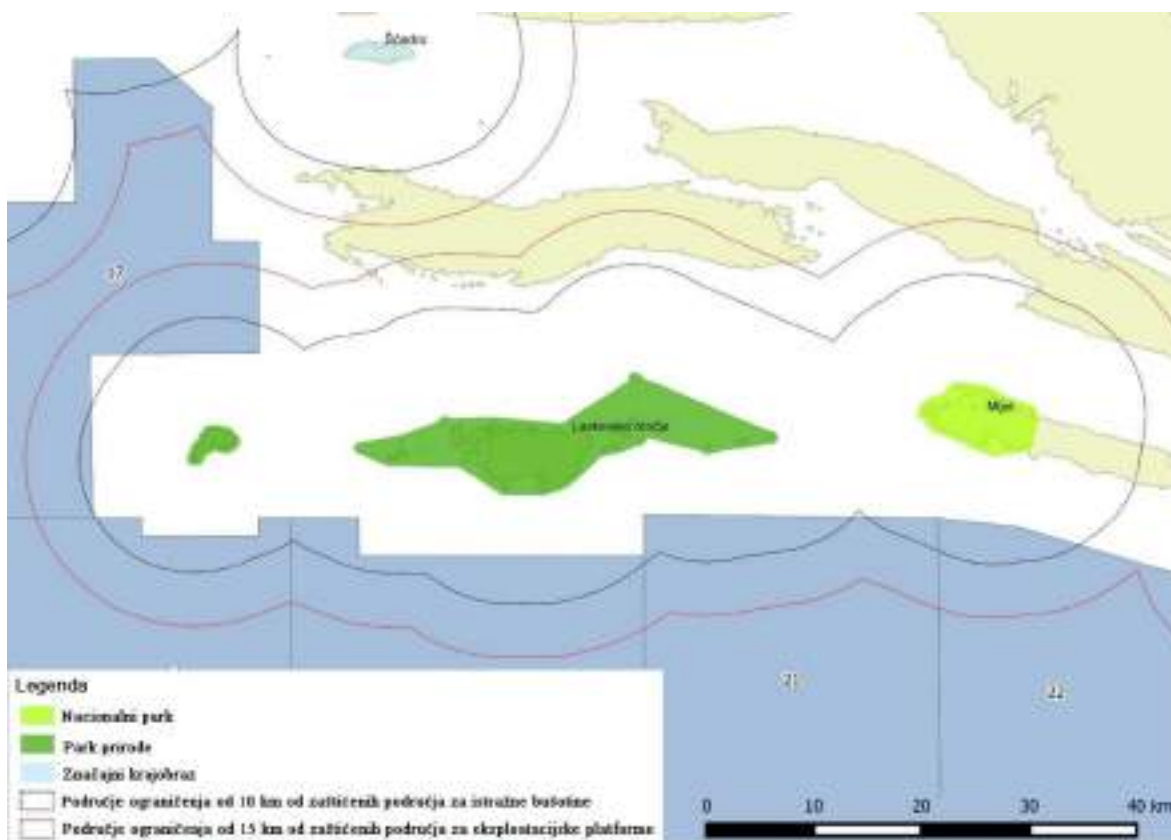 Šćedro
17
Lastovsko otočje
Mljet
21
22
Legenda
Nacionalni park
Park prirode
Značajni krajobraz
Područje ograničenja od 10 km od zaštićenih područja za istražne bušotine
Područje ograničenja od 15 km od zaštićenih područja za eksploatacijske platforme
0 10 20 30 40 km